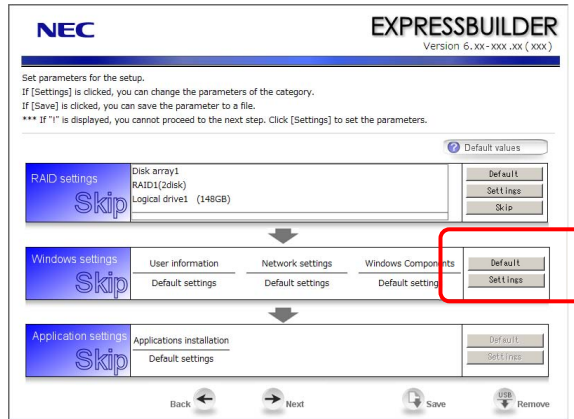 NEC
EXPRESSBUILDER
Version 6.xx-xxx.xx(xxx)
Set parameters for the setup.
If [Settings] is clicked, you can change the parameters of the category.
If [Save] is clicked, you can save the parameter to a file.
*** If "!" is displayed, you cannot proceed to the next step. Click [Settings] to set the parameters.
? Default values
RAID settings
Skip
Disk array1
RAID1(2disk)
Logical drive1 (148GB)
Default
Settings
Skip
Windows settings
Skip
User information Network settings Windows Components
Default settings Default settings Default setting
Default
Settings
Application settings
Skip
Applications installation
Default settings
Default
Settings
Back Next Save USB Remove